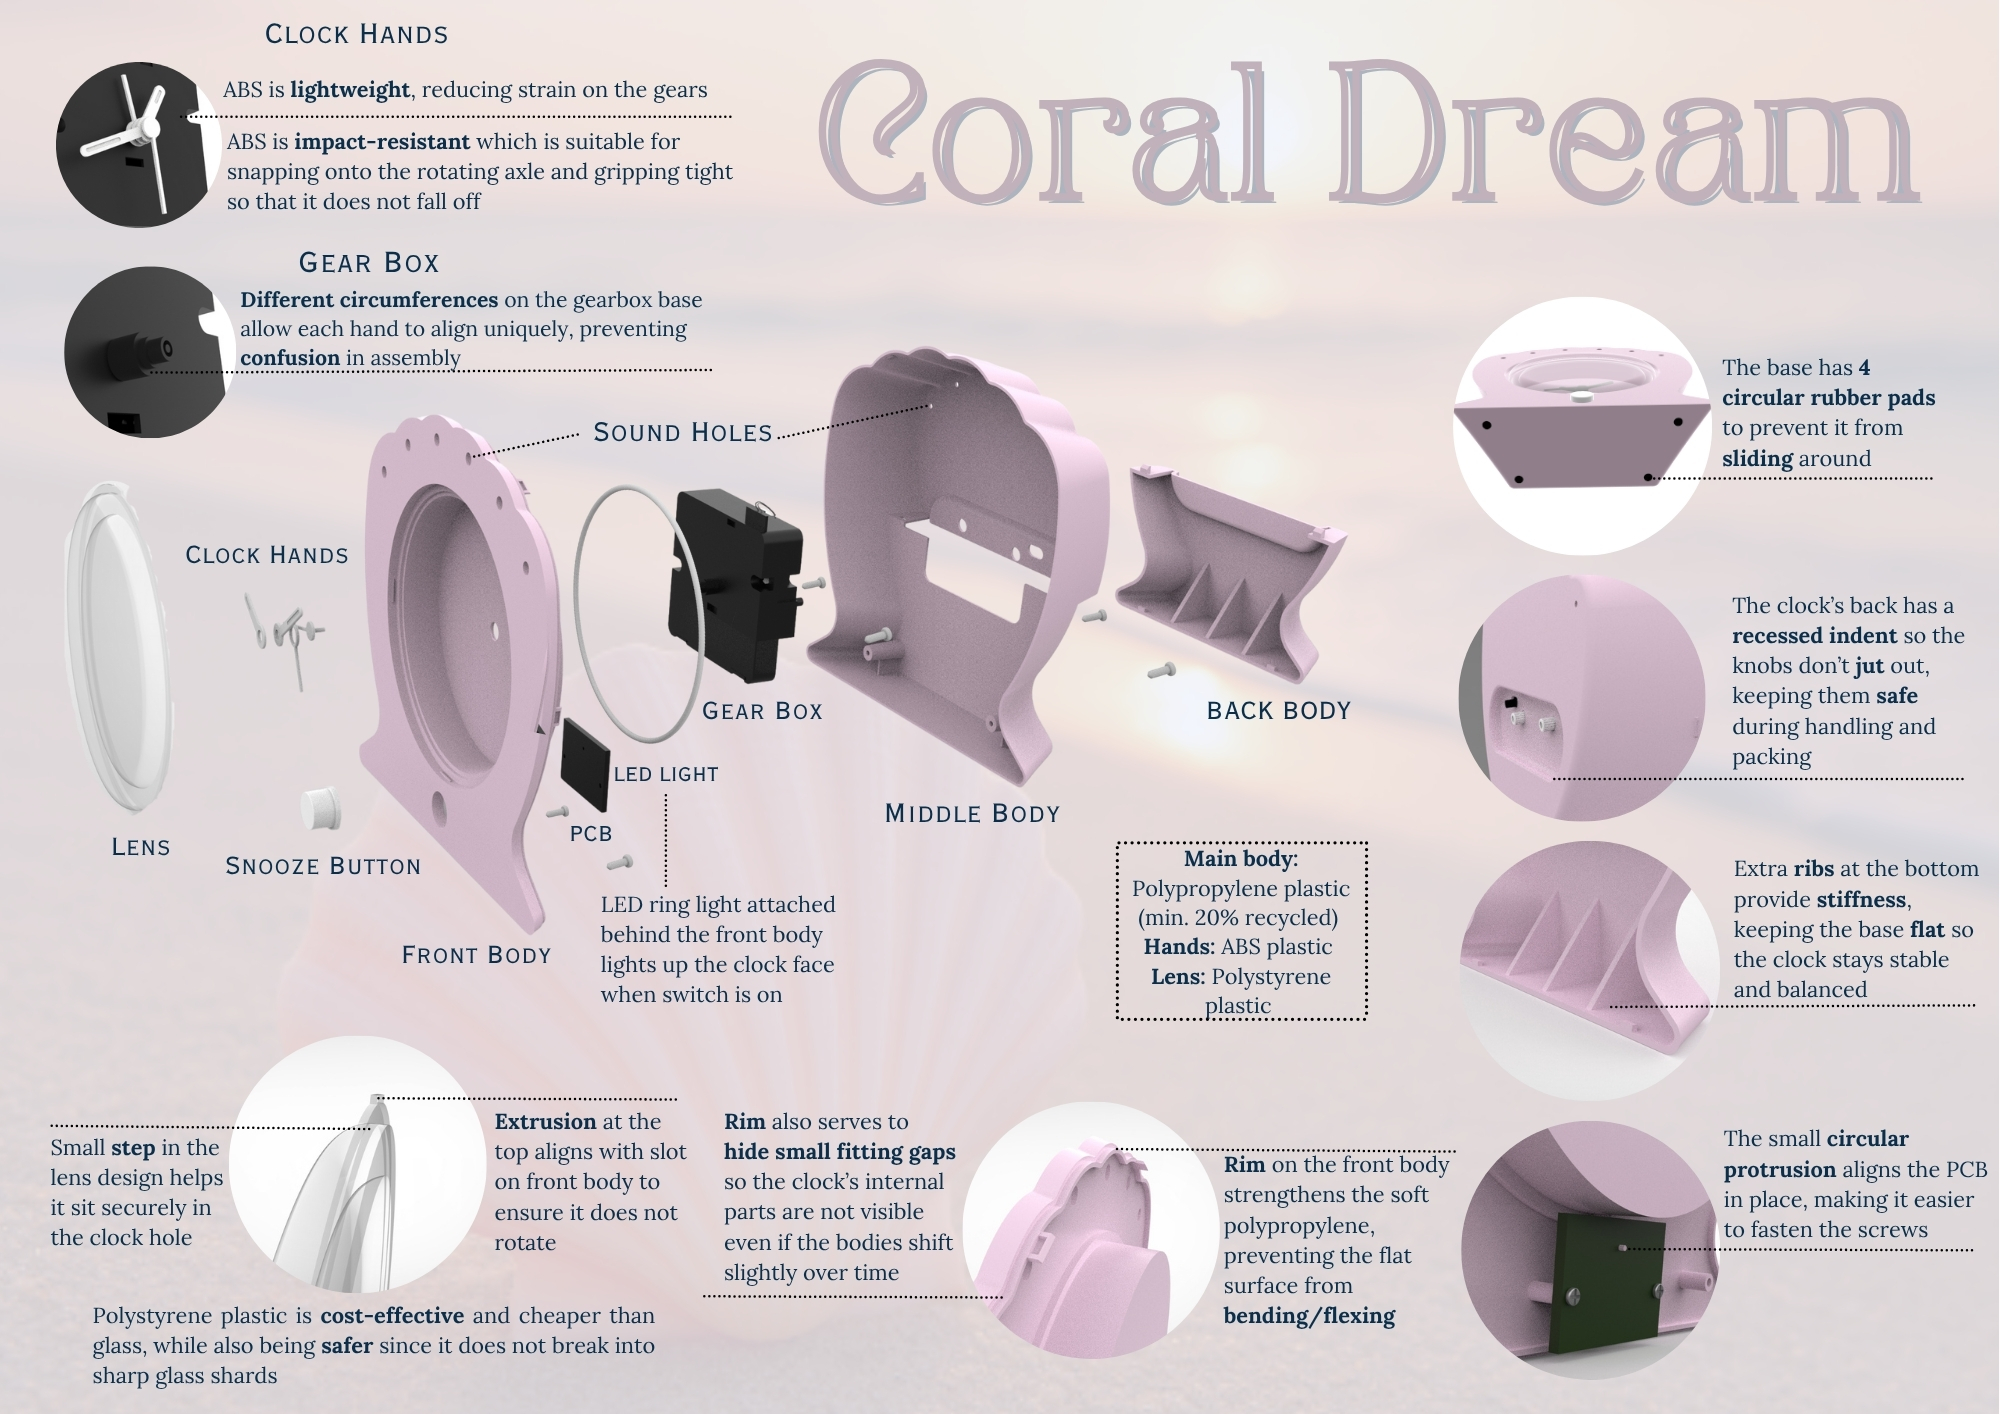 CLOCK HANDS
ABS is lightweight, reducing strain on the gears
ABS is impact-resistant which is suitable for
snapping onto the rotating axle and gripping tight
so that it does not fall off
Coral Dream
GEAR BOX
Different circumferences on the gearbox base
allow each hand to align uniquely, preventing
confusion in assembly
SOUND HOLES
CLOCK HANDS
GEAR BOX
BACK BODY
LED LIGHT
MIDDLE BODY
PCB
LENS
SNOOZE BUTTON
FRONT BODY
LED ring light attached
behind the front body
lights up the clock face
when switch is on
Main body:
Polypropylene plastic
(min. 20% recycled)
Hands: ABS plastic
Lens: Polystyrene
plastic
The base has 4
circular rubber pads
to prevent it from
sliding around
The clock's back has a
recessed indent so the
knobs don't jut out,
keeping them safe
during handling and
packing
Extra ribs at the bottom
provide stiffness,
keeping the base flat so
the clock stays stable
and balanced
Small step in the
lens design helps
it sit securely in
the clock hole
Extrusion at the
top aligns with slot
on front body to
ensure it does not
rotate
Polystyrene plastic is cost-effective and cheaper than
glass, while also being safer since it does not break into
sharp glass shards
Rim also serves to
hide small fitting gaps
so the clock's internal
parts are not visible
even if the bodies shift
slightly over time
Rim on the front body
strengthens the soft
polypropylene,
preventing the flat
surface from
bending/flexing
The small circular
protrusion aligns the PCB
in place, making it easier
to fasten the screws